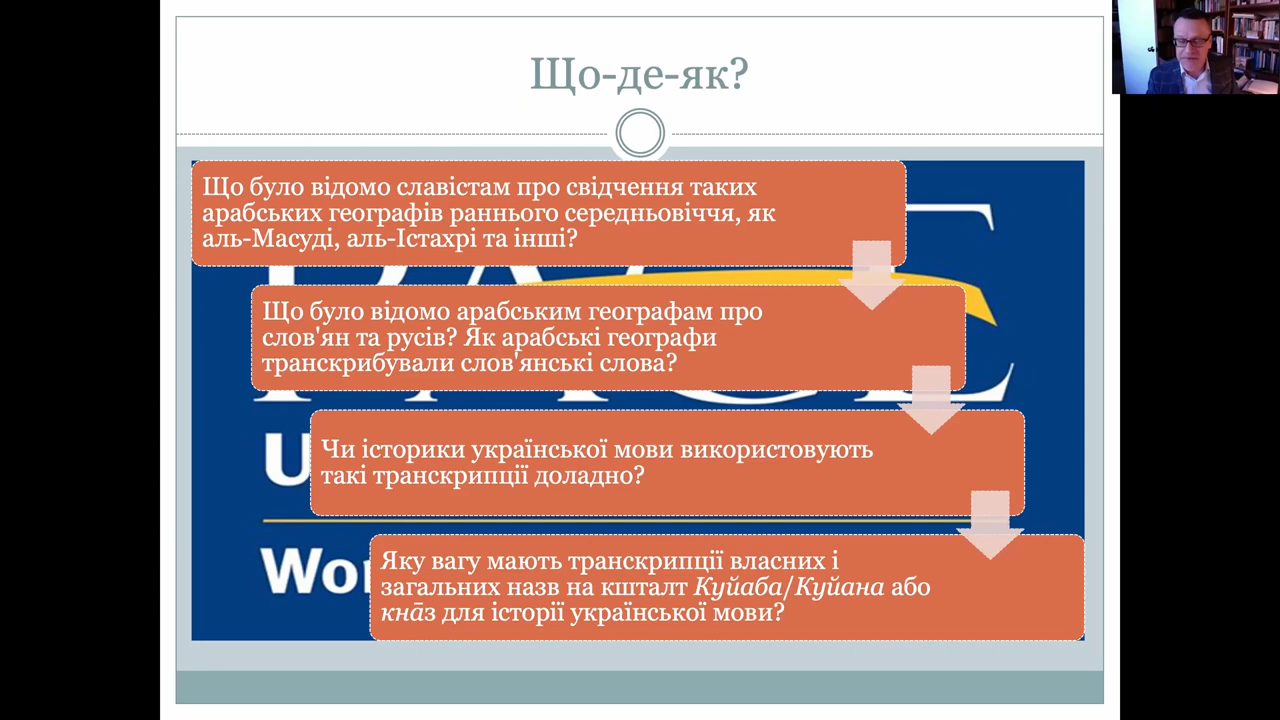 Що-де-як?
Що було відомо славістам про свідчення таких
арабських географів раннього середньовіччя, як
аль-Масуді, аль-Істахрі та інші?
Що було відомо арабським географам про
слов'ян та русів? Як арабські географи
транскрибували слов'янські слова?
Чи історики української мови використовують
такі транскрипції доладно?
Яку вагу мають транскрипції власних і
загальних назв на кшталт Куйаба/Куйана або
кнāз для історії української мови?